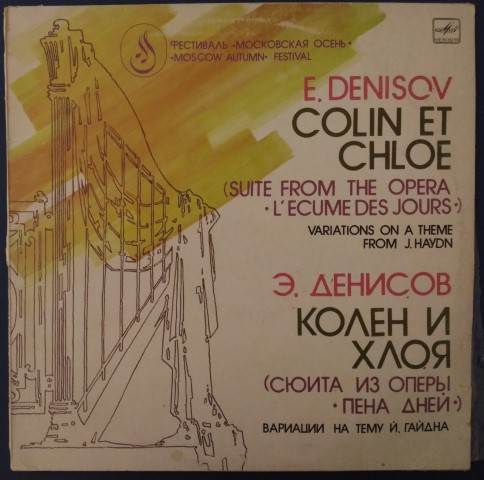 ФЕСТИВАЛЬ «МОСКОВСКАЯ ОСЕНЬ»
«MOSCOW AUTUMN» FESTIVAL
E. DENISOV
COLIN ET
CHLOE
(SUITE FROM THE OPERA
«L'ECUME DES JOURS»)
VARIATIONS ON A THEME
FROM J. HAYDN
Э. ДЕНИСОВ
КОЛЕН И
ХЛОЯ
(СЮИТА ИЗ ОПЕРЫ
«ПЕНА ДНЕЙ»)
ВАРИАЦИИ НА ТЕМУ Й. ГАЙДНА